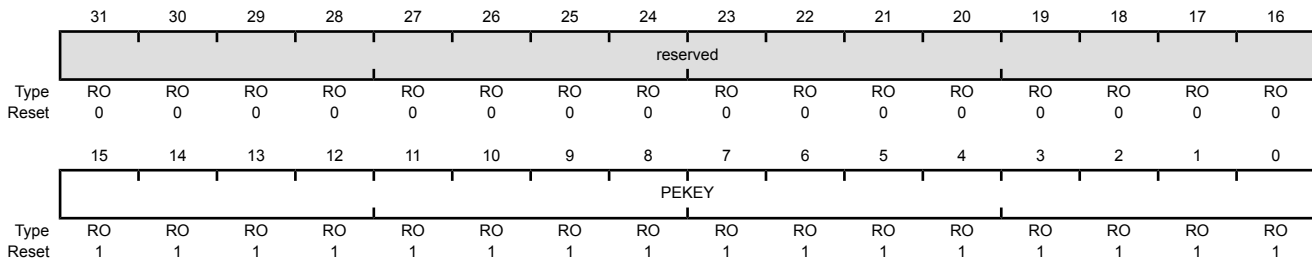 31 30 29 28 27 26 25 24 23 22 21 20 19 18 17 16
reserved
Type RO RO RO RO RO RO RO RO RO RO RO RO RO RO RO RO
Reset 0 0 0 0 0 0 0 0 0 0 0 0 0 0 0 0
15 14 13 12 11 10 9 8 7 6 5 4 3 2 1 0
PEKEY
Type RO RO RO RO RO RO RO RO RO RO RO RO RO RO RO RO
Reset 1 1 1 1 1 1 1 1 1 1 1 1 1 1 1 1